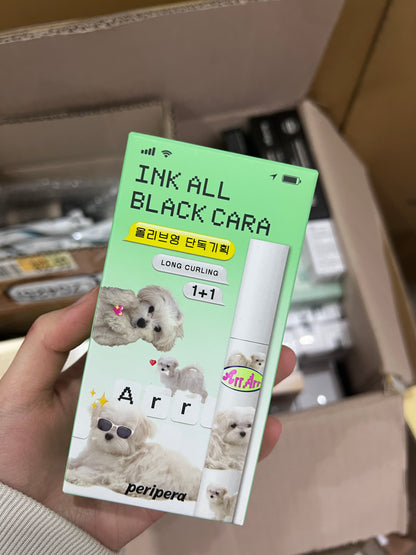 INK ALL
BLACK CARA
올리브영 단독기획
LONG CURLING
1+1
Arr Arr
A r r
peripera